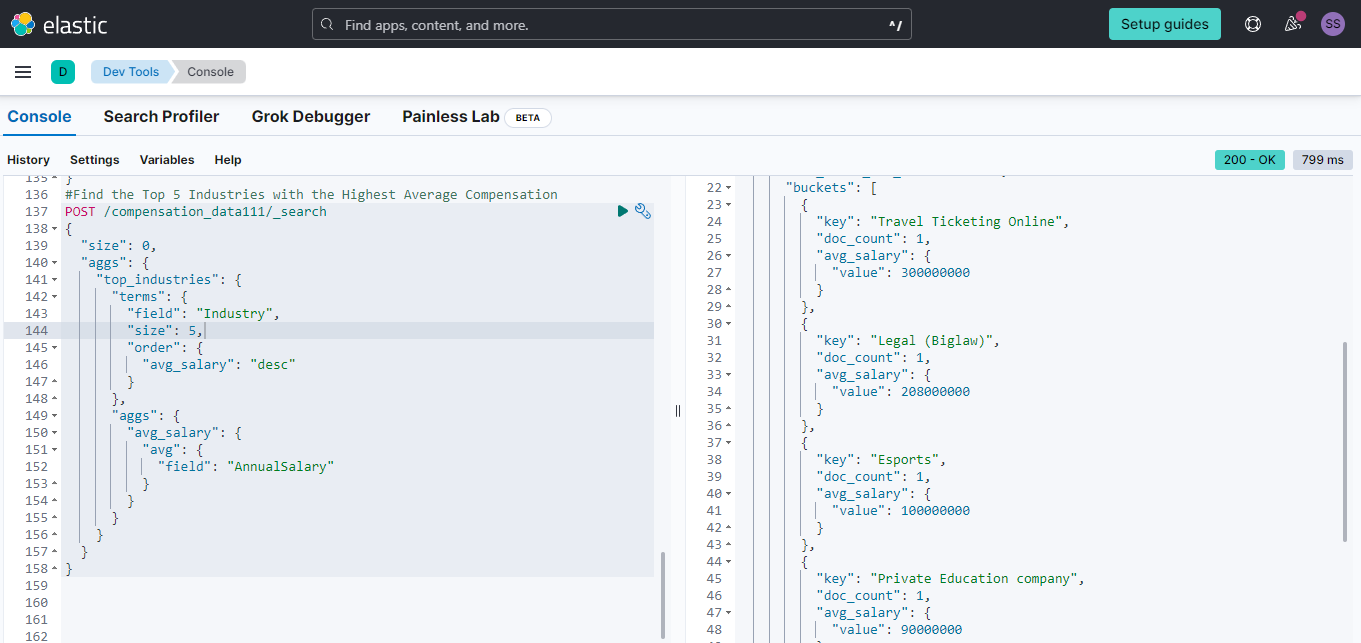 elastic
Find apps, content, and more.
^/
Setup guides
SS
D
Dev Tools
Console
Console
Search Profiler
Grok Debugger
Painless Lab
BETA
History
Settings
Variables
Help
200 - OK
799 ms
135 }
136 #Find the Top 5 Industries with the Highest Average Compensation
137 POST /compensation_data111/_search
138 {
139 "size": 0,
140 "aggs": {
141 "top_industries": {
142 "terms": {
143 "field": "Industry",
144 "size": 5,
145 "order": {
146 "avg_salary": "desc"
147 }
148 },
149 "aggs": {
150 "avg_salary": {
151 "avg": {
152 "field": "AnnualSalary"
153 }
154 }
155 }
156 }
157 }
158 }
159
160
161
162
22 "buckets": [
23 {
24 "key": "Travel Ticketing Online",
25 "doc_count": 1,
26 "avg_salary": {
27 "value": 300000000
28 }
29 },
30 {
31 "key": "Legal (Biglaw)",
32 "doc_count": 1,
33 "avg_salary": {
34 "value": 208000000
35 }
36 },
37 {
38 "key": "Esports",
39 "doc_count": 1,
40 "avg_salary": {
41 "value": 100000000
42 }
43 },
44 {
45 "key": "Private Education company",
46 "doc_count": 1,
47 "avg_salary": {
48 "value": 90000000